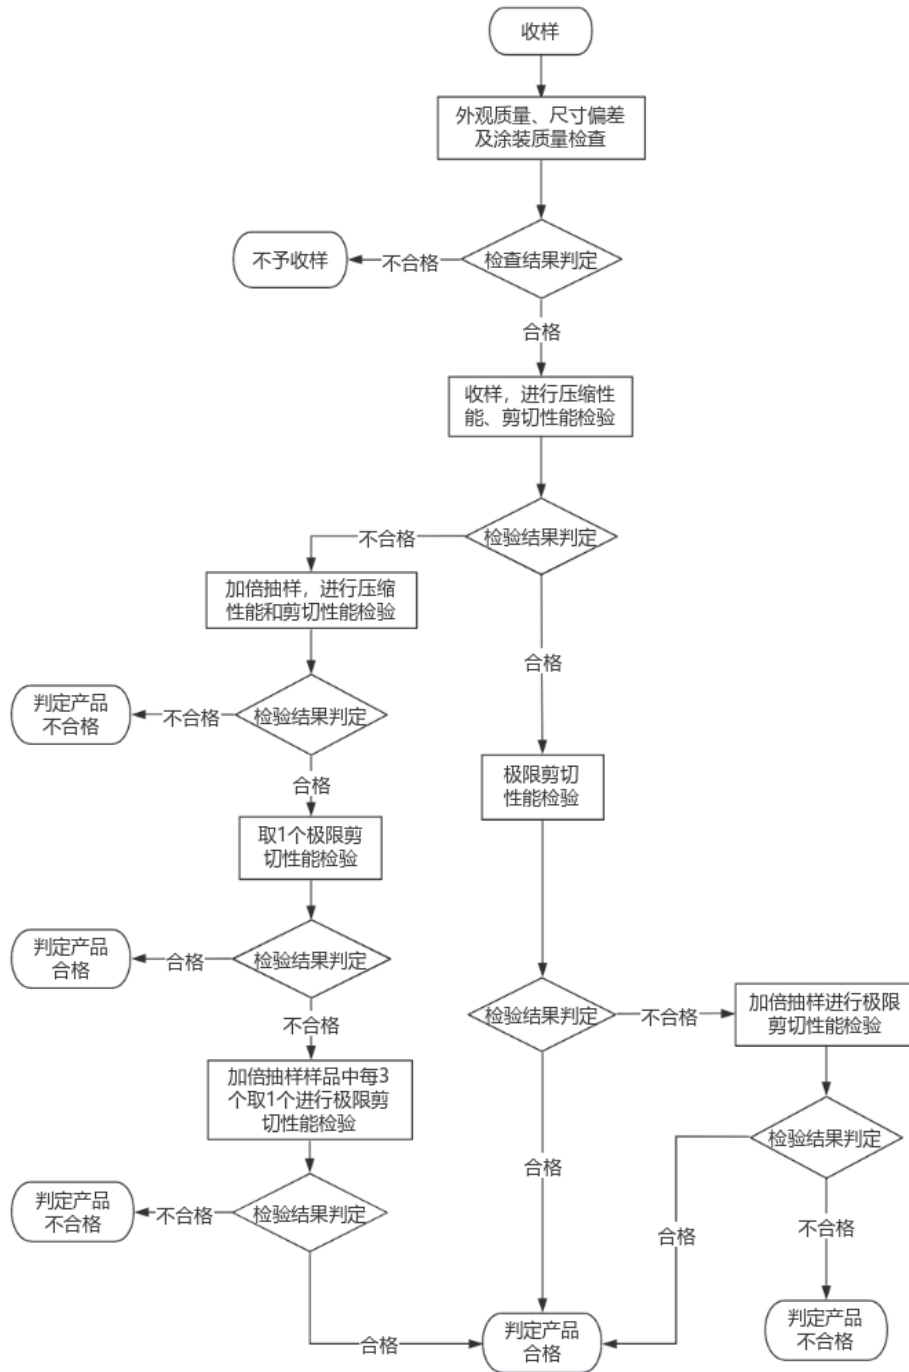 收样
外观质量、尺寸偏差
及涂装质量检查
检查结果判定
不合格
不予收样
合格
收样，进行压缩性
能、剪切性能检验
检验结果判定
不合格
加倍抽样，进行压缩
性能和剪切性能检验
合格
检验结果判定
不合格
判定产品
不合格
合格
极限剪切
性能检验
取1个极限剪
切性能检验
检验结果判定
合格
判定产品
合格
不合格
检验结果判定
不合格
加倍抽样进行极限
剪切性能检验
加倍抽样样品中每3
个取1个进行极限剪
切性能检验
检验结果判定
合格
检验结果判定
不合格
判定产品
不合格
合格
不合格
合格
判定产品
合格
判定产品
不合格